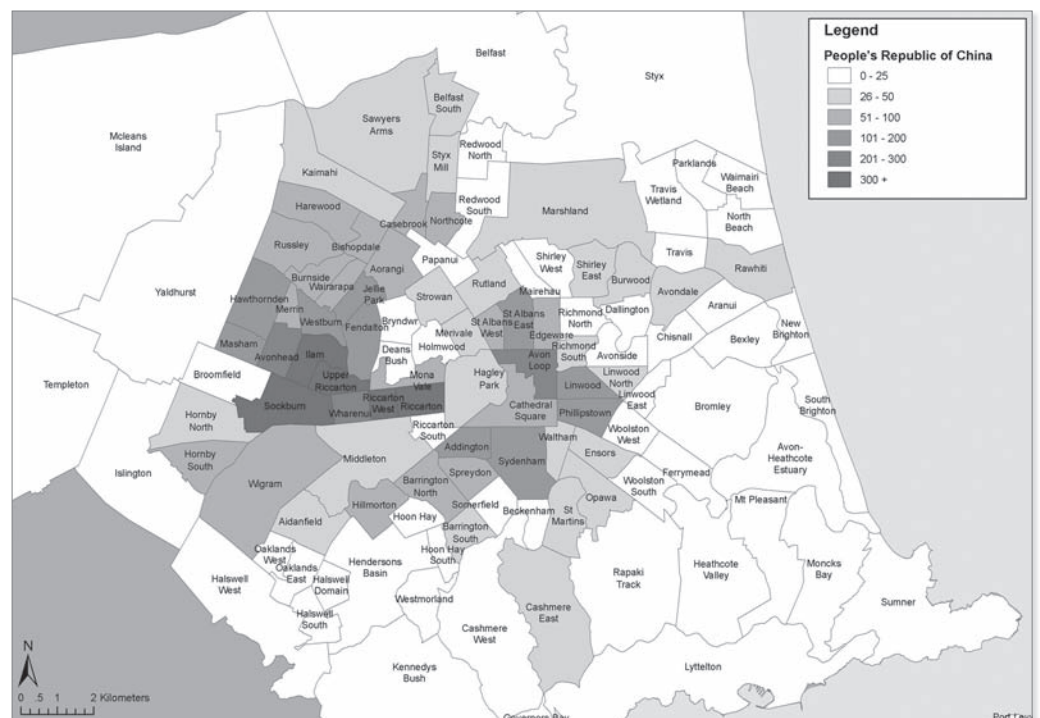 Legend
People's Republic of China
0 - 25
26 - 50
51 - 100
101 - 200
201 - 300
300 +
Belfast
Styx
Mcleans
Island
Sawyers
Arms
Belfast
South
Styx
Mill
Redwood
North
Redwood
South
Kaimahi
Harewood
Casebrook
Northcote
Marshland
Parklands
Travis
Wetland
Waimairi
Beach
North
Beach
Russley
Bishopdale
Papanui
Shirley
West
Shirley
East
Travis
Rawhiti
Burnside
Wairarapa
Aorangi
Jellie
Park
Rutland
Mairehau
Burwood
Avondale
Yaldhurst
Hawthornden
Merrin
Westburn
Fendalton
Strowan
Bryndwr
St Albans
West
St Albans
East
Edgeware
Richmond
North
Dallington
Aranui
New
Brighton
Masham
Avonhead
Ilam
Deans
Bush
Merivale
Holmwood
Richmond
South
Avonside
Chisnall
Bexley
Templeton
Broomfield
Upper
Riccarton
Mona
Vale
Hagley
Park
Avon
Loop
Linwood
Linwood
North
Linwood
East
Bromley
South
Brighton
Sockburn
Wharenui
Riccarton
West
Riccarton
Cathedral
Square
Phillipstown
Woolston
West
Hornby
North
Riccarton
South
Hornby
South
Islington
Wigram
Middleton
Addington
Sydenham
Waltham
Ensors
Avon-
Heathcote
Estuary
Spreydon
Barrington
North
Hillmorton
Hoon Hay
Somerfield
Beckenham
St
Martins
Opawa
Woolston
South
Ferrymead
Mt Pleasant
Aidanfield
Barrington
South
Hoon Hay
South
Oaklands
West
Oaklands
East
Halswell
Domain
Hendersons
Basin
Halswell
West
Halswell
South
Westmorland
Cashmere
West
Cashmere
East
Rapaki
Track
Heathcote
Valley
Moncks
Bay
Sumner
Kennedys
Bush
Lyttelton
Governors Bay
N
0 .5 1 2 Kilometers